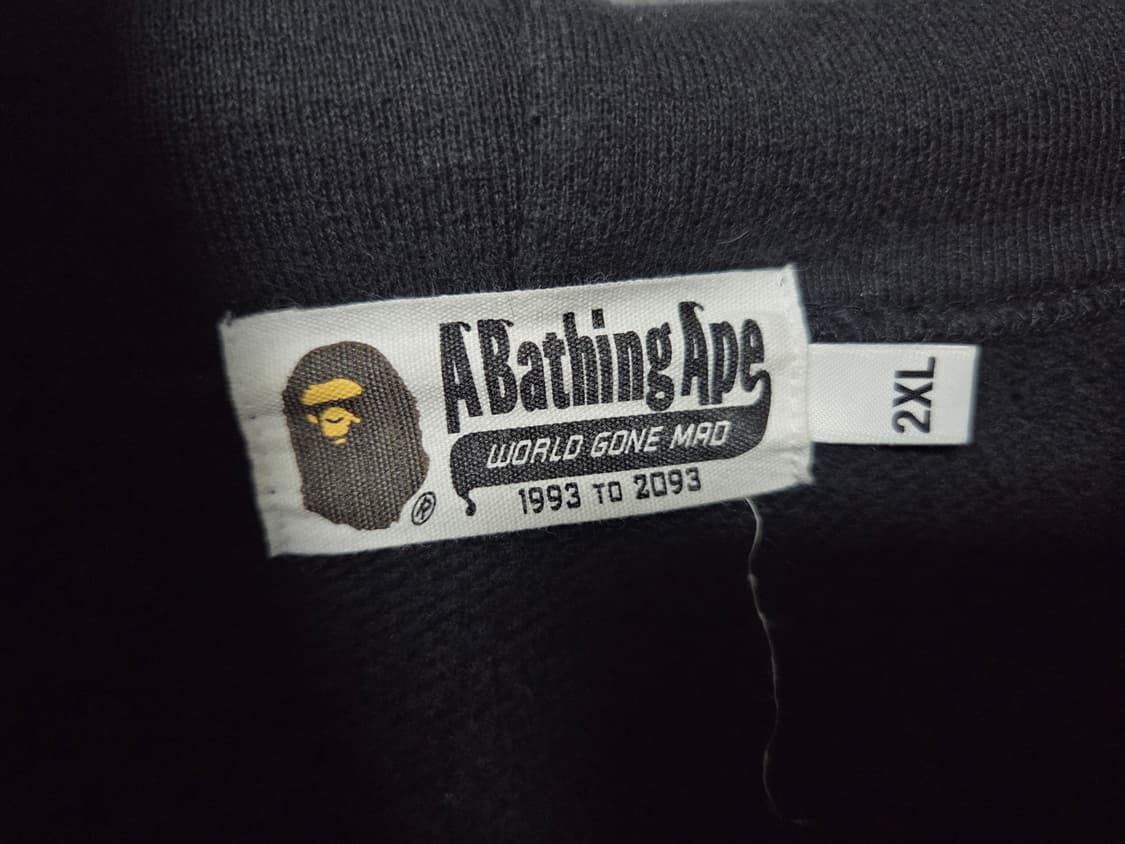 A Bathing Ape
WORLD GONE MAD
1993 TO 2093
®
2XL